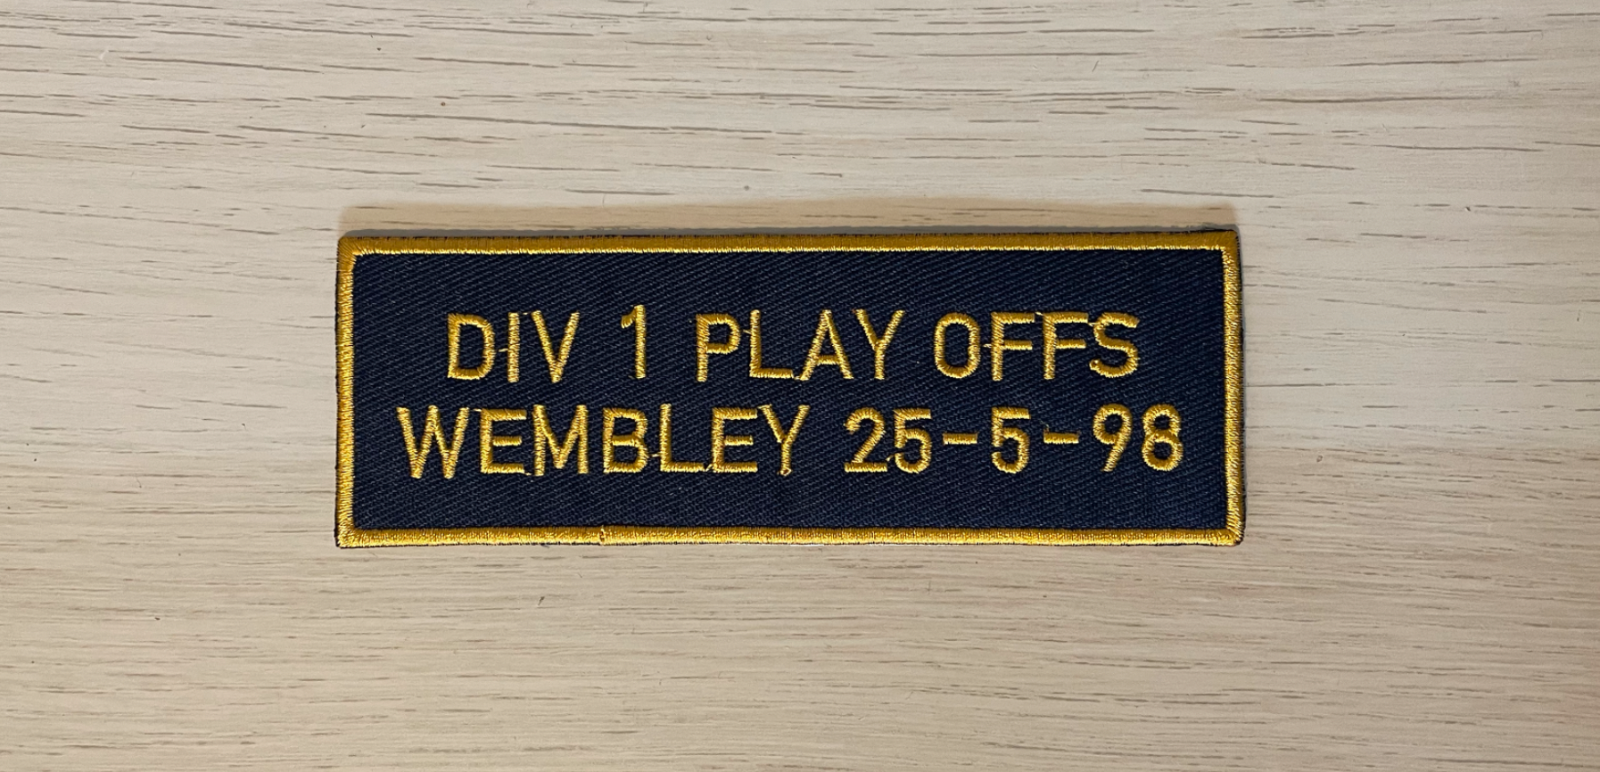 DIV 1 PLAY OFFS
WEMBLEY 25-5-98